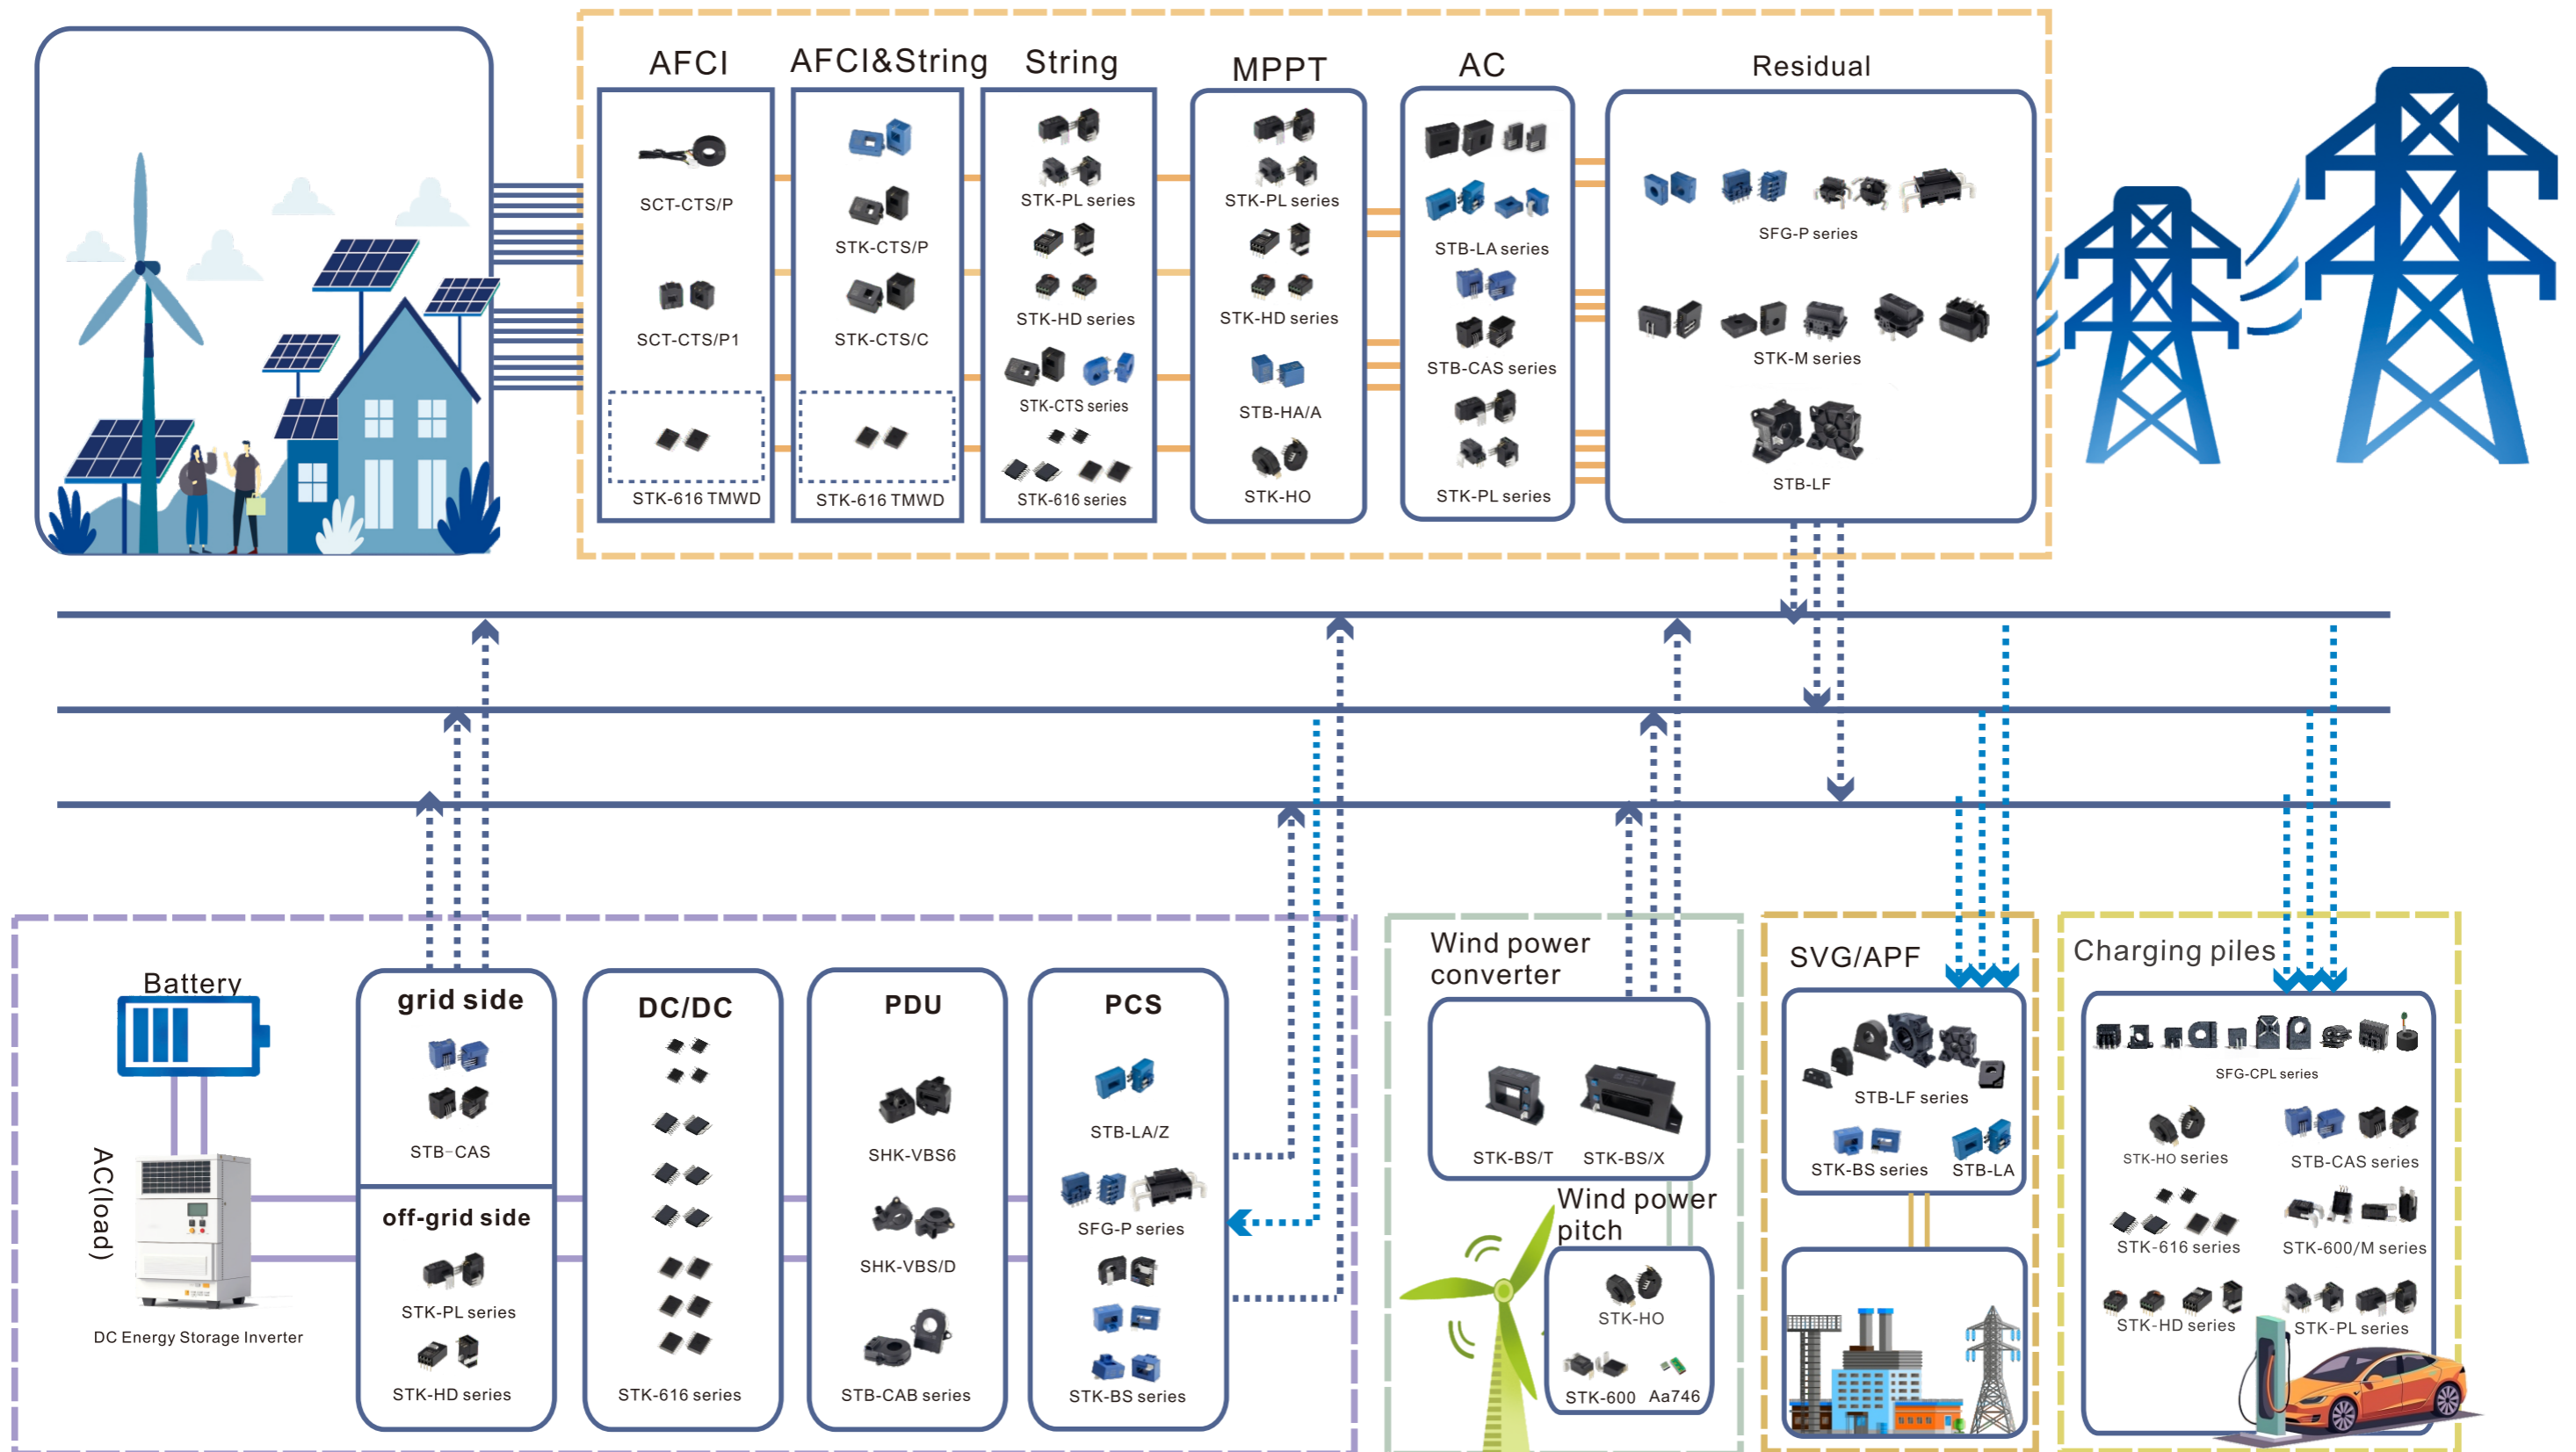 AFCI
SCT-CTS/P
SCT-CTS/P1
STK-616 TMWD
AFCI&String
STK-CTS/P
STK-CTS/C
STK-616 TMWD
String
STK-PL series
STK-HD series
STK-CTS series
STK-616 series
MPPT
STK-PL series
STK-HD series
STB-HA/A
STK-HO
AC
STB-LA series
STB-CAS series
STK-PL series
Residual
SFG-P series
STK-M series
STB-LF
Battery
AC(load)
DC Energy Storage Inverter
grid side
STB-CAS
off-grid side
STK-PL series
STK-HD series
DC/DC
STK-616 series
PDU
SHK-VBS6
SHK-VBS/D
STB-CAB series
PCS
STB-LA/Z
SFG-P series
STK-BS series
Wind power
converter
STK-BS/T
STK-BS/X
Wind power
pitch
STK-HO
STK-600
Aa746
SVG/APF
STB-LF series
STK-BS series
STB-LA
Charging piles
SFG-CPL series
STK-HO series
STB-CAS series
STK-616 series
STK-600/M series
STK-HD series
STK-PL series